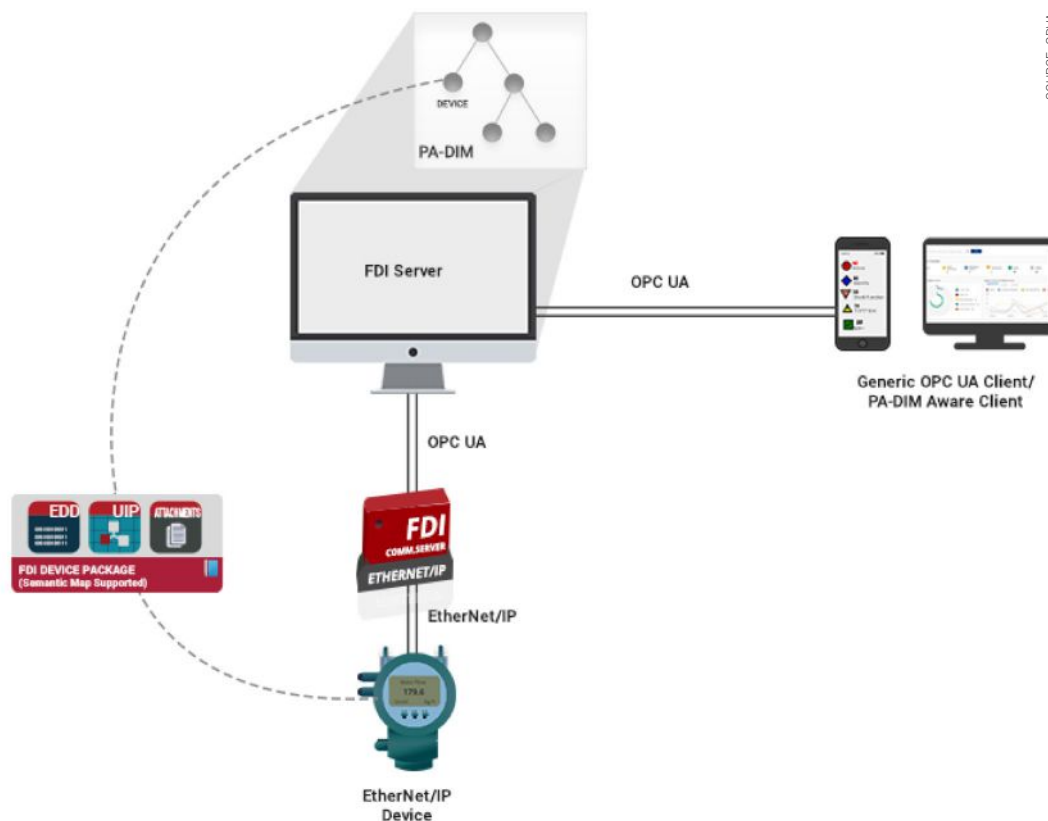 DEVICE
PA-DIM
FDI Server
OPC UA
Generic OPC UA Client/
PA-DIM Aware Client
OPC UA
EDD
UIP
ATTACHMENTS
FDI DEVICE PACKAGE
(Semantic Map Supported)
FDI
COMM.SERVER
ETHERNET/IP
EtherNet/IP
179.6
EtherNet/IP
Device